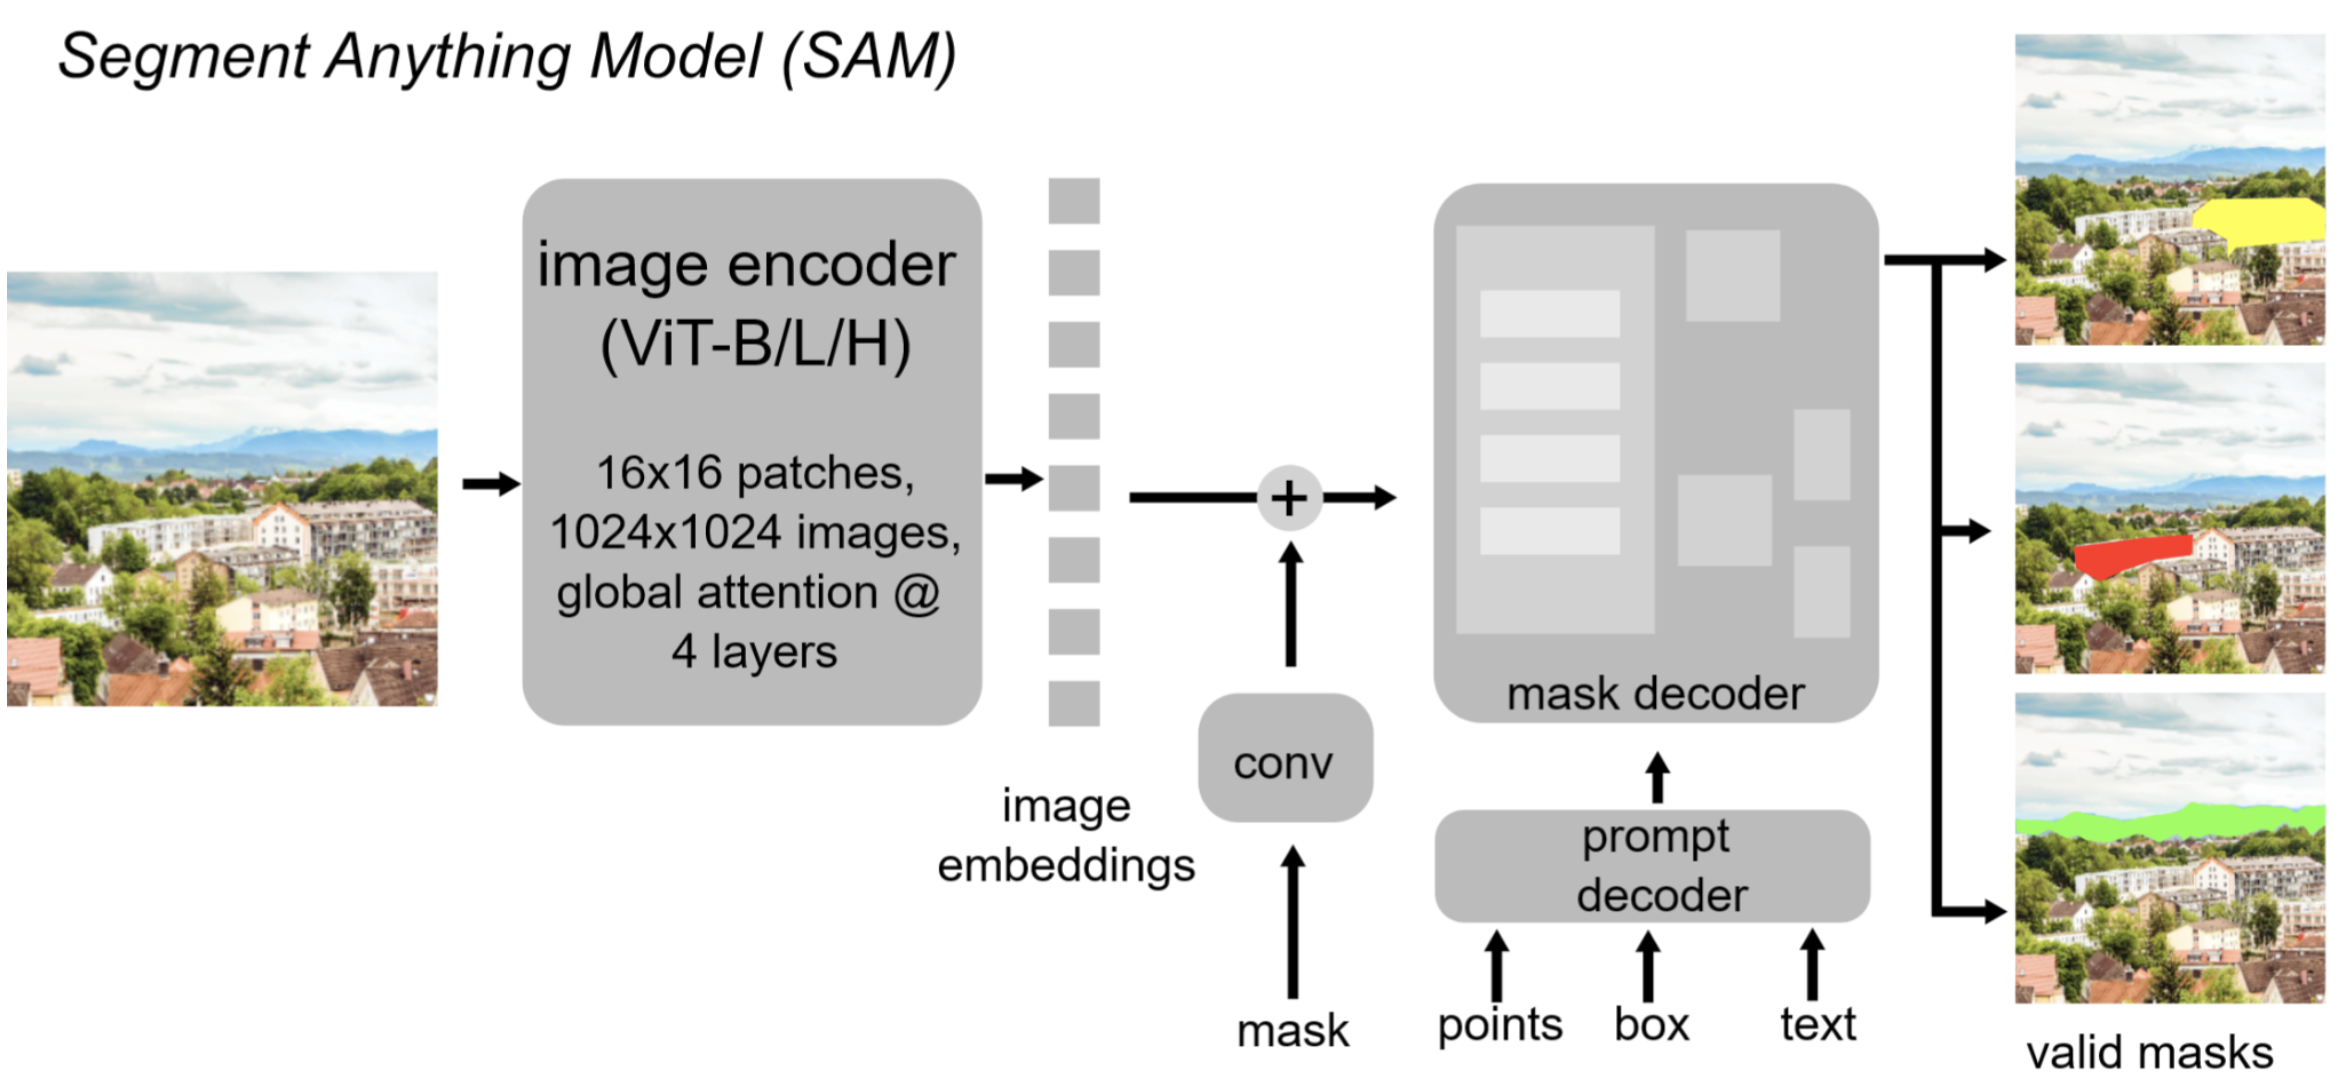 Segment Anything Model (SAM)
image encoder
(ViT-B/L/H)
16x16 patches,
1024x1024 images,
global attention @
4 layers
image
embeddings
+
conv
mask
mask decoder
prompt
decoder
points
box
text
valid masks